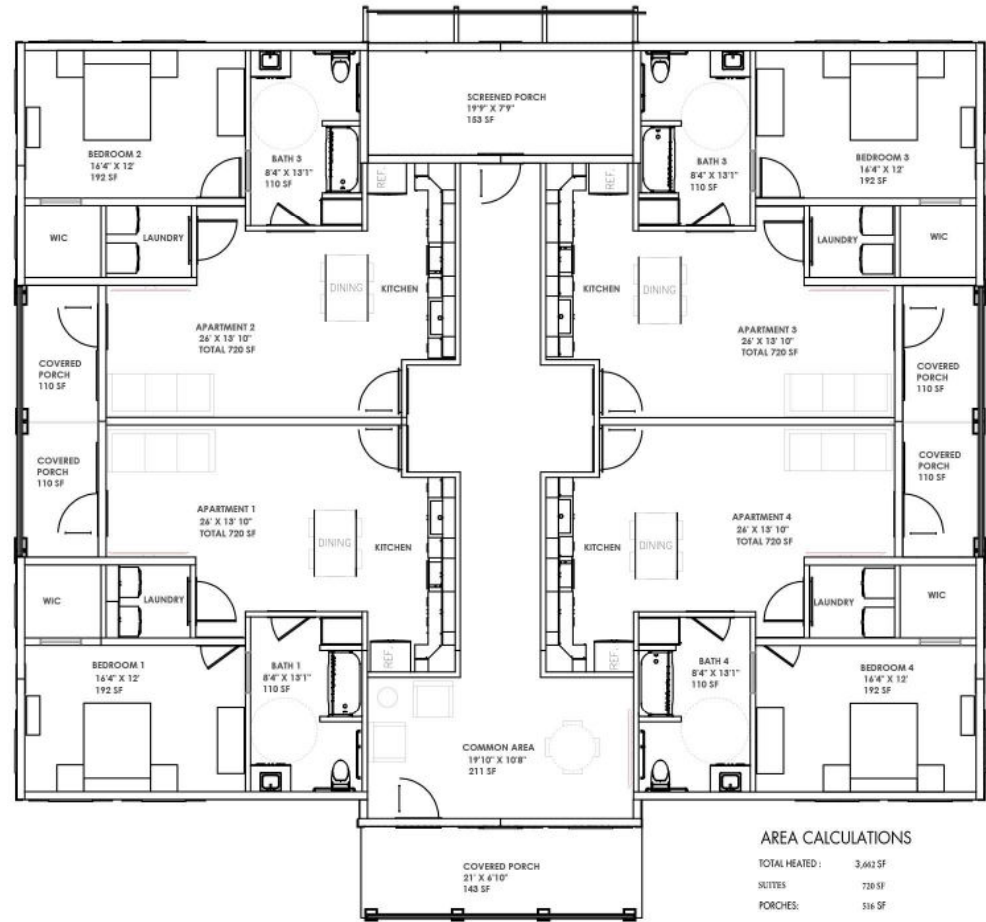 SCREENED PORCH
19'9" X 7'9"
153 SF
BEDROOM 2
16'4" X 12'
192 SF
BATH 3
8'4" X 13'1"
110 SF
REF.
REF.
BATH 3
8'4" X 13'1"
110 SF
BEDROOM 3
16'4" X 12'
192 SF
WIC
LAUNDRY
LAUNDRY
WIC
DINING
KITCHEN
KITCHEN
DINING
APARTMENT 2
26' X 13' 10"
TOTAL 720 SF
APARTMENT 3
26' X 13' 10"
TOTAL 720 SF
COVERED
PORCH
110 SF
COVERED
PORCH
110 SF
COVERED
PORCH
110 SF
COVERED
PORCH
110 SF
APARTMENT 1
26' X 13' 10"
TOTAL 720 SF
APARTMENT 4
26' X 13' 10"
TOTAL 720 SF
DINING
KITCHEN
KITCHEN
DINING
WIC
LAUNDRY
LAUNDRY
WIC
BEDROOM 1
16'4" X 12'
192 SF
BATH 1
8'4" X 13'1"
110 SF
REF.
REF.
BATH 4
8'4" X 13'1"
110 SF
BEDROOM 4
16'4" X 12'
192 SF
COMMON AREA
19'10" X 10'8"
211 SF
COVERED PORCH
21' X 6'10"
143 SF
AREA CALCULATIONS
TOTAL HEATED : 3,662 SF
SUITES 720 SF
PORCHES: 516 SF